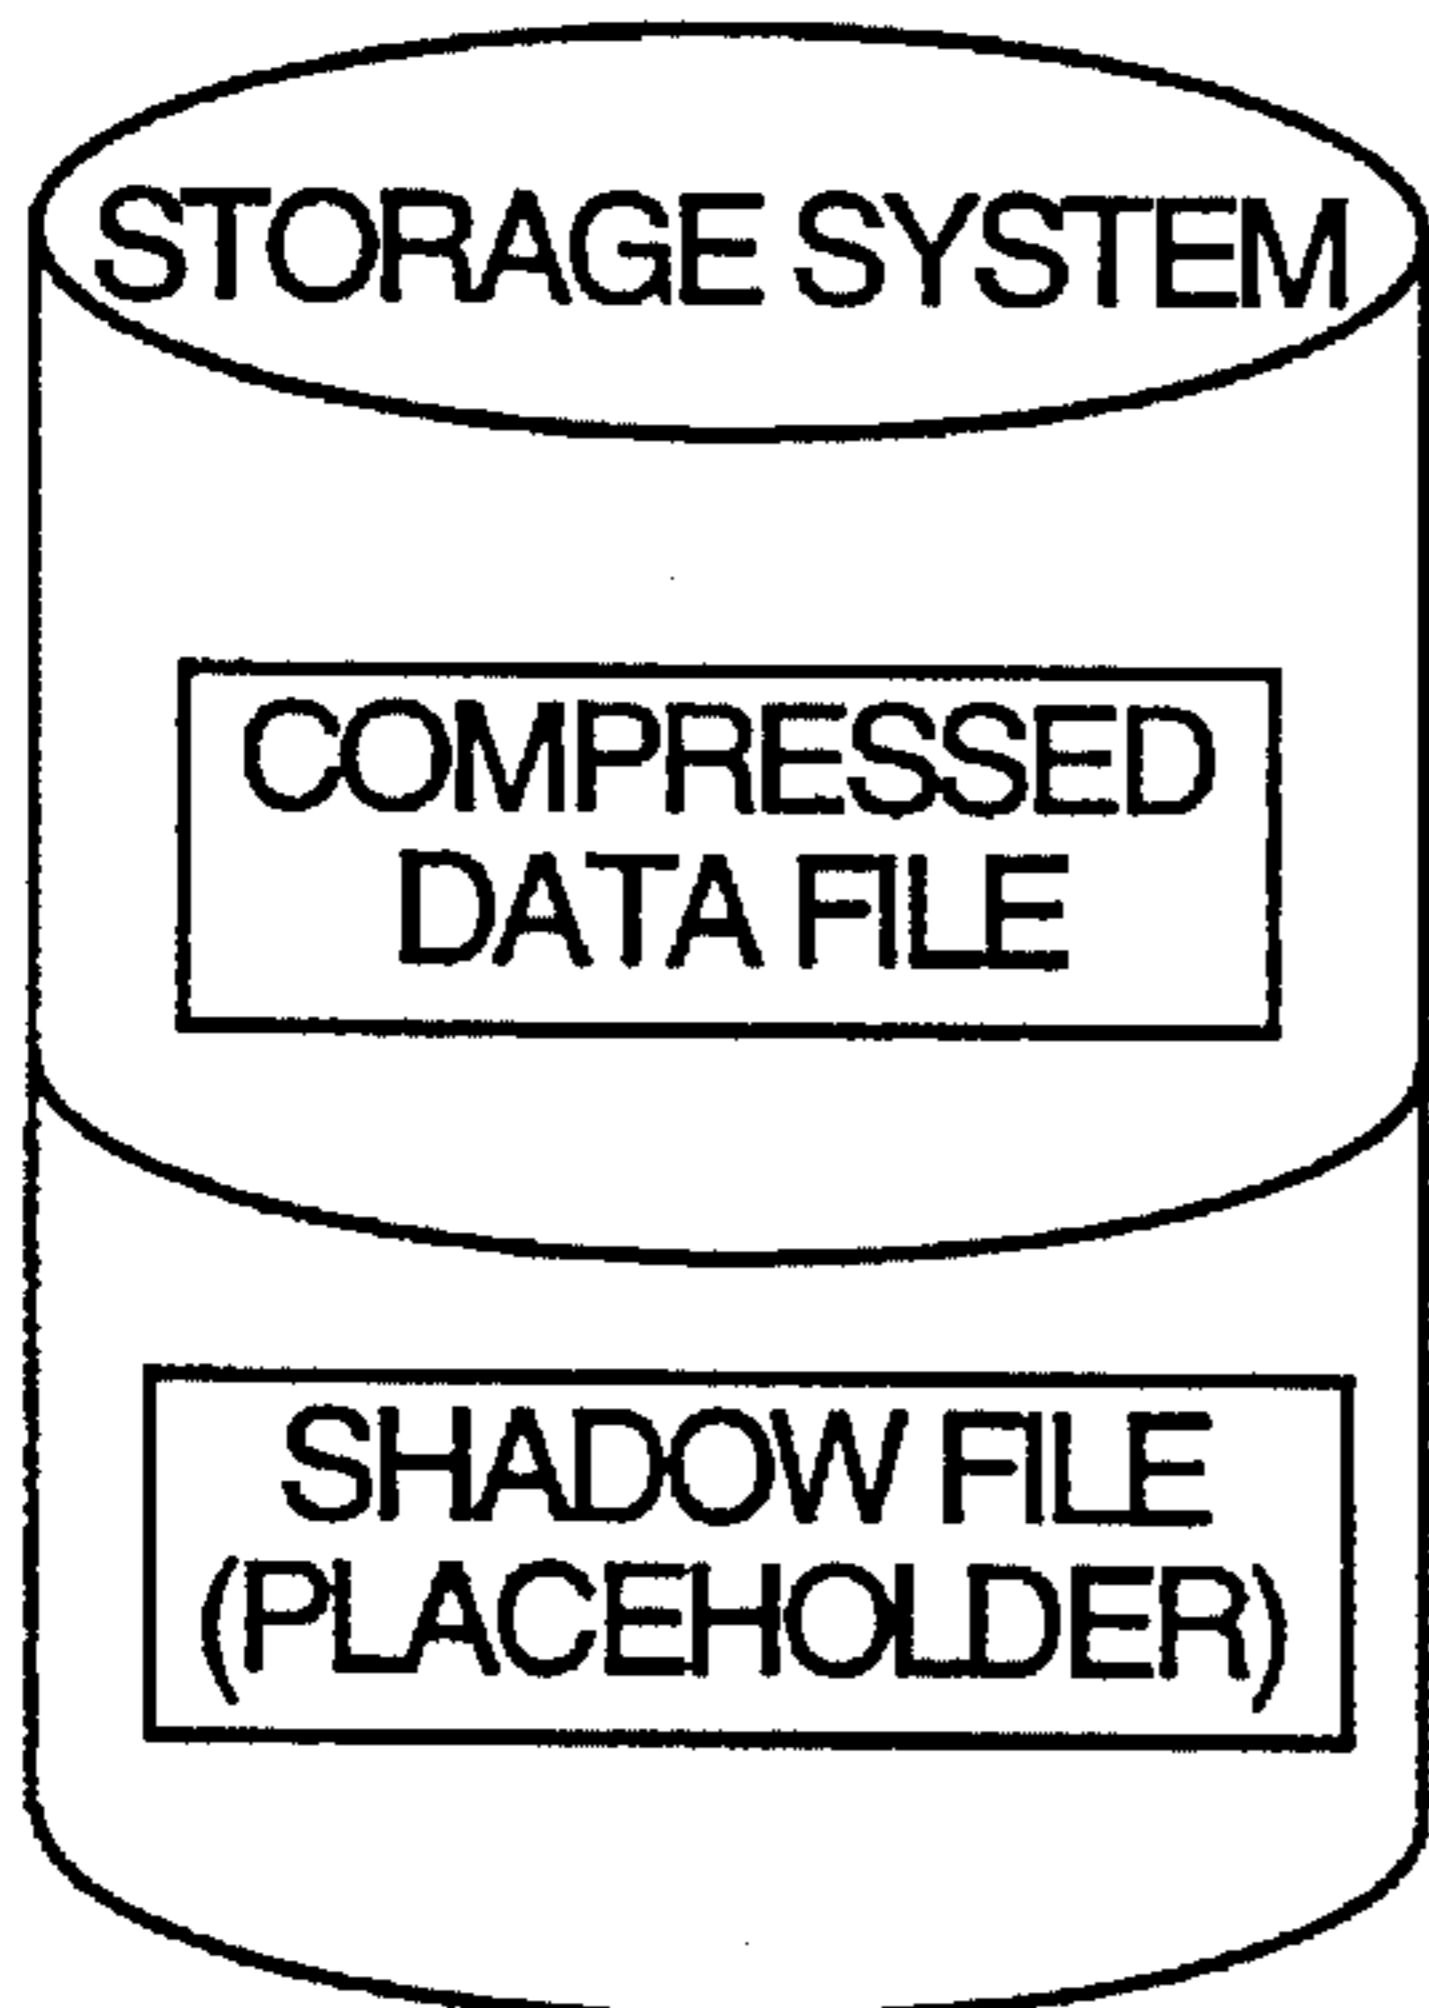 STORAGE SYSTEM
COMPRESSED
DATA FILE
SHADOW FILE
(PLACEHOLDER)